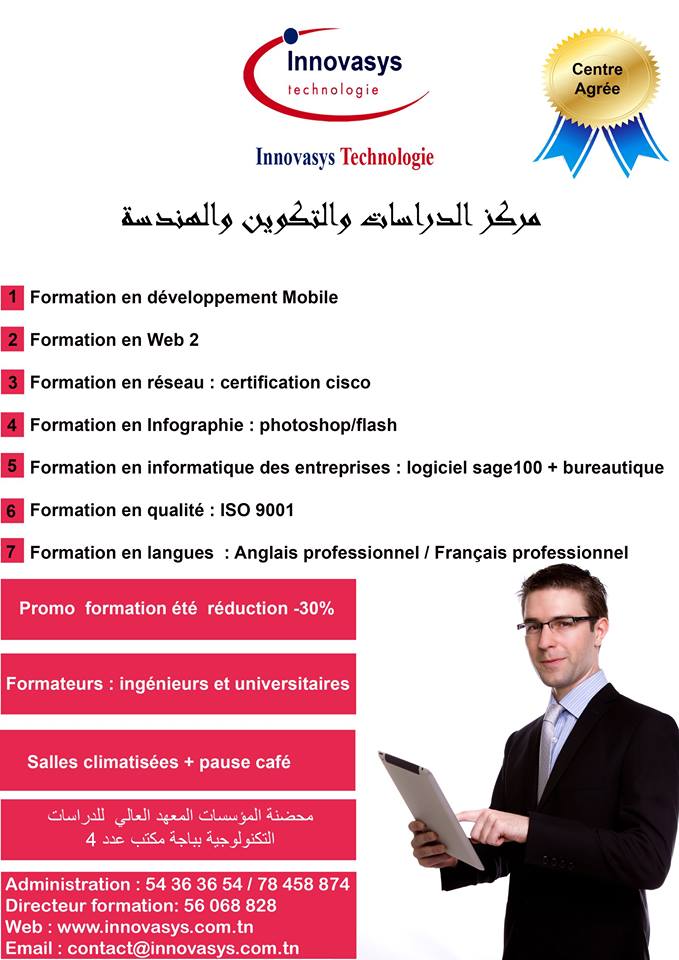 Innovasys
technologie
Centre
Agrée
Innovasys Technologie
مركز الدراسات والتكوين والهندسة
1 Formation en développement Mobile
2 Formation en Web 2
3 Formation en réseau : certification cisco
4 Formation en Infographie : photoshop/flash
5 Formation en informatique des entreprises : logiciel sage100 + bureautique
6 Formation en qualité : ISO 9001
7 Formation en langues : Anglais professionnel / Français professionnel
Promo formation été réduction -30%
Formateurs : ingénieurs et universitaires
Salles climatisées + pause café
محضنة المؤسسات المعهد العالي للدراسات
التكنولوجية بباجة مكتب عدد 4
Administration : 54 36 36 54 / 78 458 874
Directeur formation: 56 068 828
Web : www.innovasys.com.tn
Email : contact@innovasys.com.tn